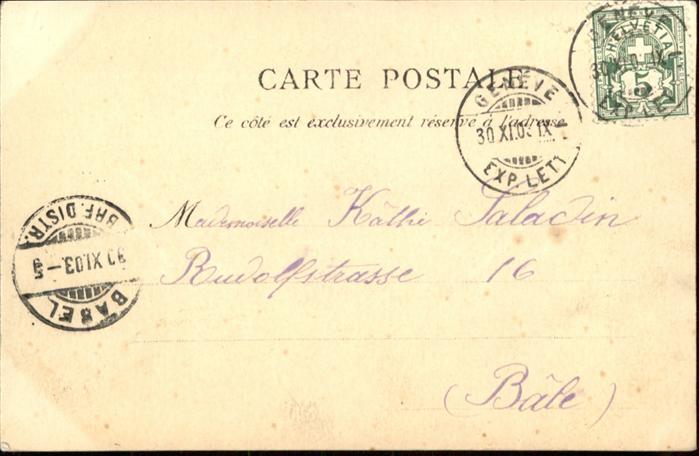 CARTE POSTALE
Ce côté est exclusivement réservé à l'adresse
HELVETIA
5
GENÈVE
30 XI.03 IX
EXP. LETT
Mademoiselle Käthi Saladin
Rudolfstrasse 16
(Bâle)
BRF. DISTR.
30 XI.03 - 5
BASEL